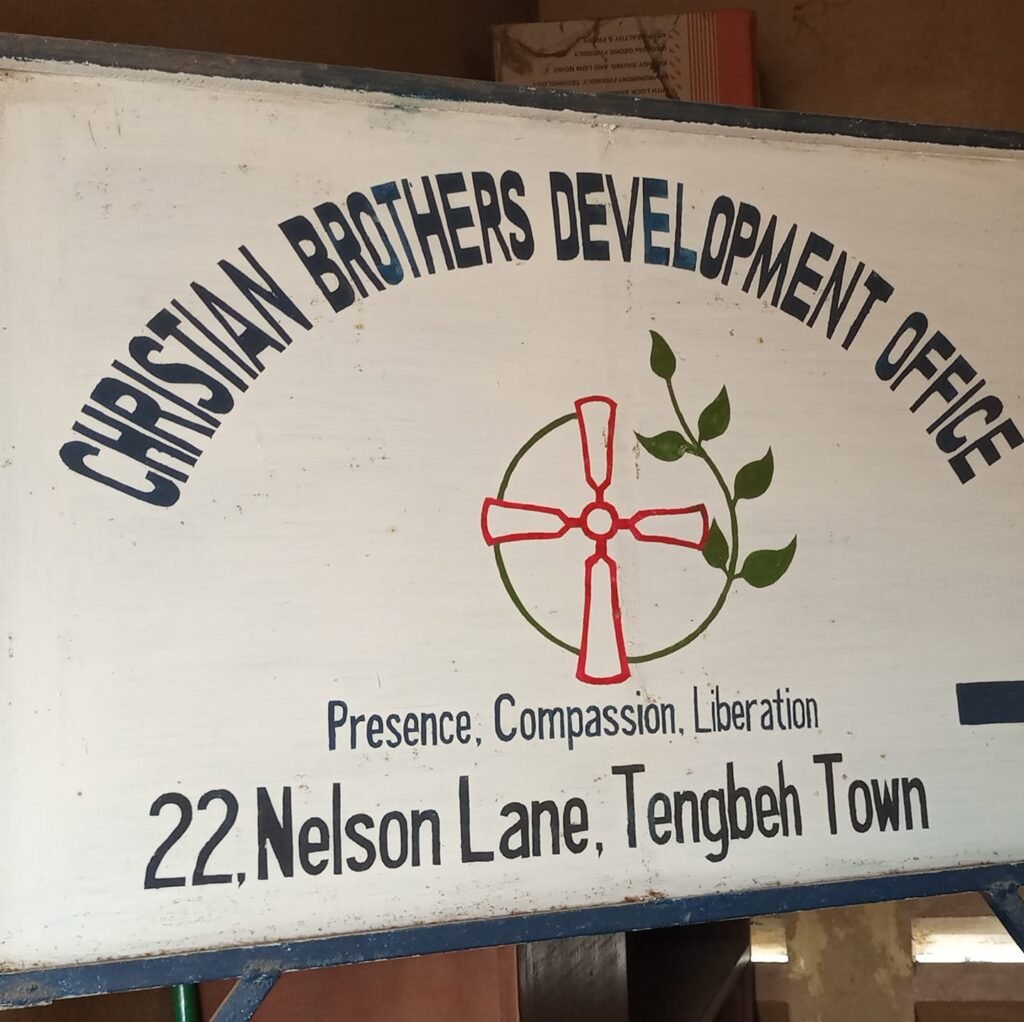 CHRISTIAN BROTHERS DEVELOPMENT OFFICE
Presence, Compassion, Liberation
22, Nelson Lane, Tengbeh Town